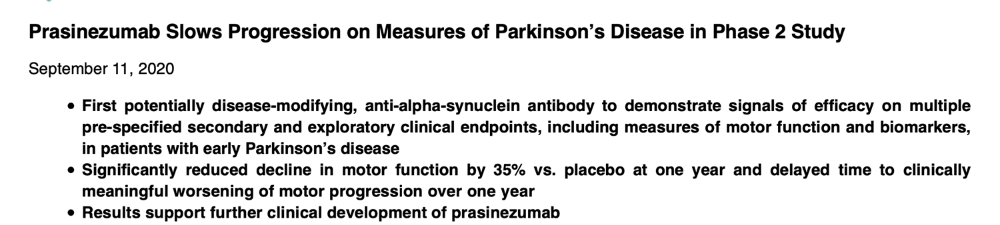 Prasinezumab Slows Progression on Measures of Parkinson’s Disease in Phase 2 Study
September 11, 2020
• First potentially disease-modifying, anti-alpha-synuclein antibody to demonstrate signals of efficacy on multiple
pre-specified secondary and exploratory clinical endpoints, including measures of motor function and biomarkers,
in patients with early Parkinson’s disease
• Significantly reduced decline in motor function by 35% vs. placebo at one year and delayed time to clinically
meaningful worsening of motor progression over one year
• Results support further clinical development of prasinezumab